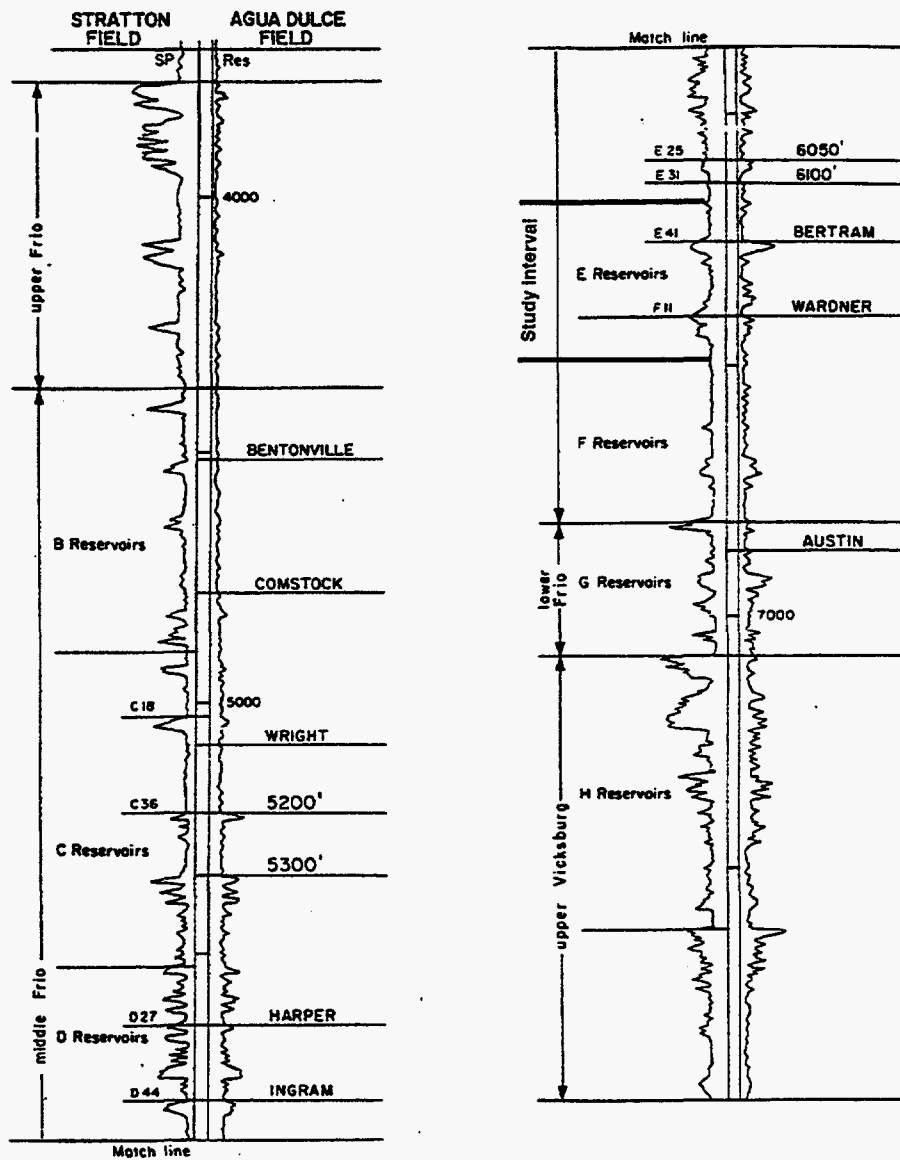 STRATTON FIELD
AGUA DULCE FIELD
SP
Res
upper Frio
4000
BENTONVILLE
B Reservoirs
COMSTOCK
5000
C18
WRIGHT
C36
5200'
C Reservoirs
5300'
middle Frio
D27
HARPER
D Reservoirs
D44
INGRAM
Match line
Match line
E25
6050'
E31
6100'
Study Interval
E41
BERTRAM
E Reservoirs
F11
WARDNER
F Reservoirs
AUSTIN
lower Frio
G Reservoirs
7000
upper Vicksburg
H Reservoirs